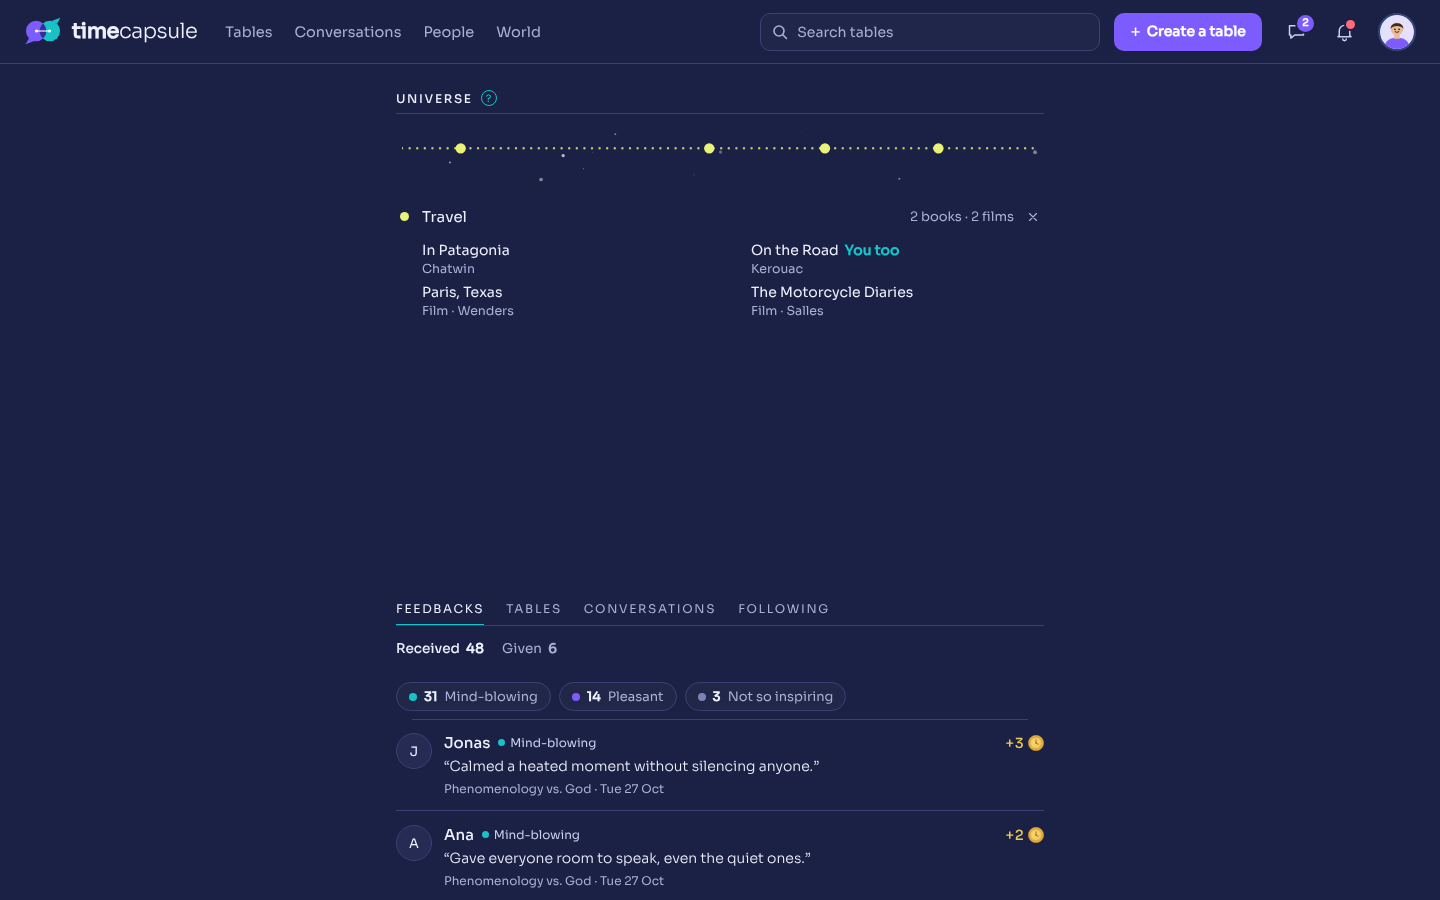 timecapsule Tables Conversations People World Search tables + Create a table 2
UNIVERSE ?
Travel 2 books · 2 films ×
In Patagonia On the Road You too
Chatwin Kerouac
Paris, Texas The Motorcycle Diaries
Film · Wenders Film · Salles
FEEDBACKS TABLES CONVERSATIONS FOLLOWING
Received 48 Given 6
31 Mind-blowing 14 Pleasant 3 Not so inspiring
J Jonas Mind-blowing +3
“Calmed a heated moment without silencing anyone.”
Phenomenology vs. God · Tue 27 Oct
A Ana Mind-blowing +2
“Gave everyone room to speak, even the quiet ones.”
Phenomenology vs. God · Tue 27 Oct